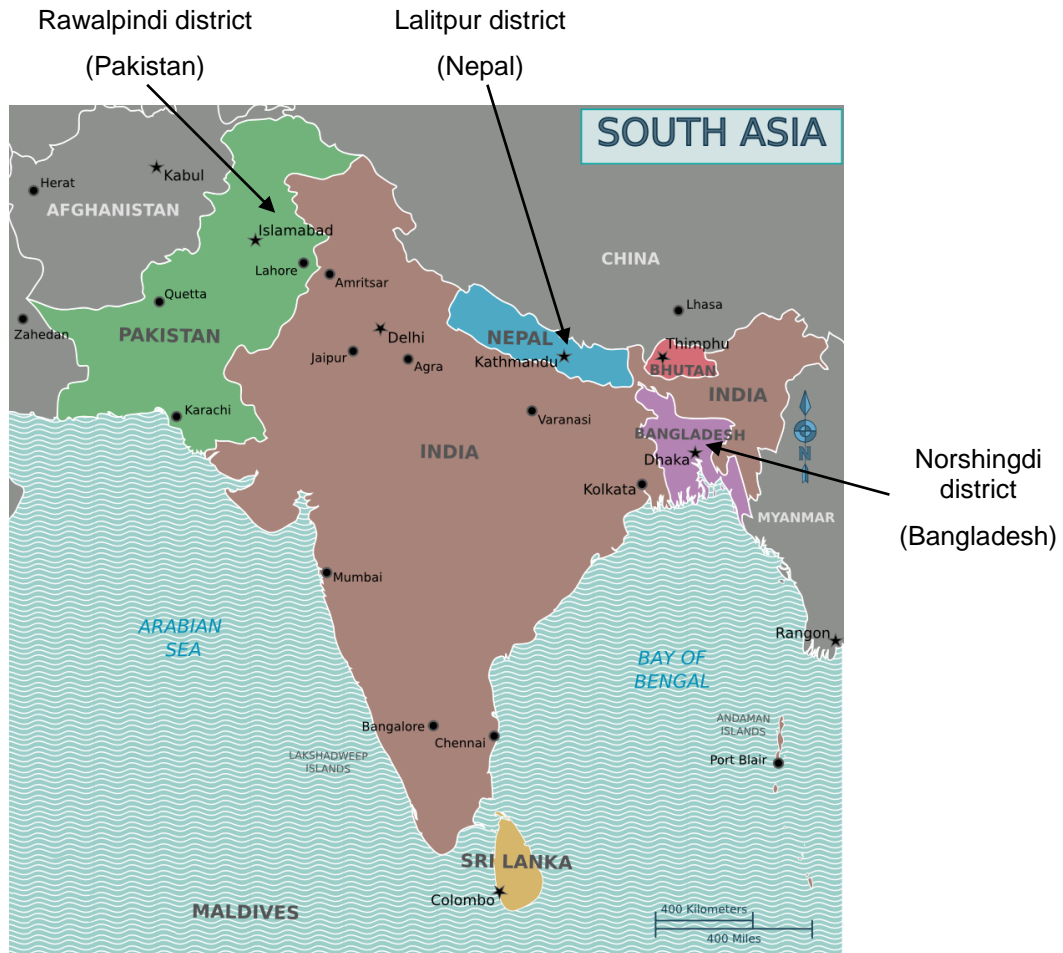 Rawalpindi district
(Pakistan)
Lalitpur district
(Nepal)
SOUTH ASIA
Kabul
Herat
AFGHANISTAN
Islamabad
CHINA
Lahore
Amritsar
Quetta
Lhasa
Zahedan
PAKISTAN
Delhi
NEPAL
Thimphu
Jaipur
Agra
Kathmandu
BHUTAN
INDIA
Karachi
Varanasi
BANGLADESH
INDIA
Dhaka
N
Kolkata
Norshingdi
district
(Bangladesh)
MYANMAR
Mumbai
ARABIAN
SEA
Rangon
BAY OF
BENGAL
ANDAMAN
ISLANDS
Bangalore
Chennai
LAKSHADWEEP
ISLANDS
Port Blair
SRI LANKA
Colombo
MALDIVES
400 Kilometers
400 Miles